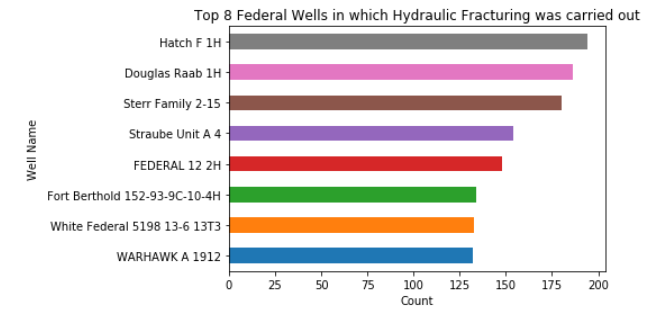 Top 8 Federal Wells in which Hydraulic Fracturing was carried out
Well Name
Hatch F 1H
Douglas Raab 1H
Sterr Family 2-15
Straube Unit A 4
FEDERAL 12 2H
Fort Berthold 152-93-9C-10-4H
White Federal 5198 13-6 13T3
WARHAWK A 1912
0 25 50 75 100 125 150 175 200
Count